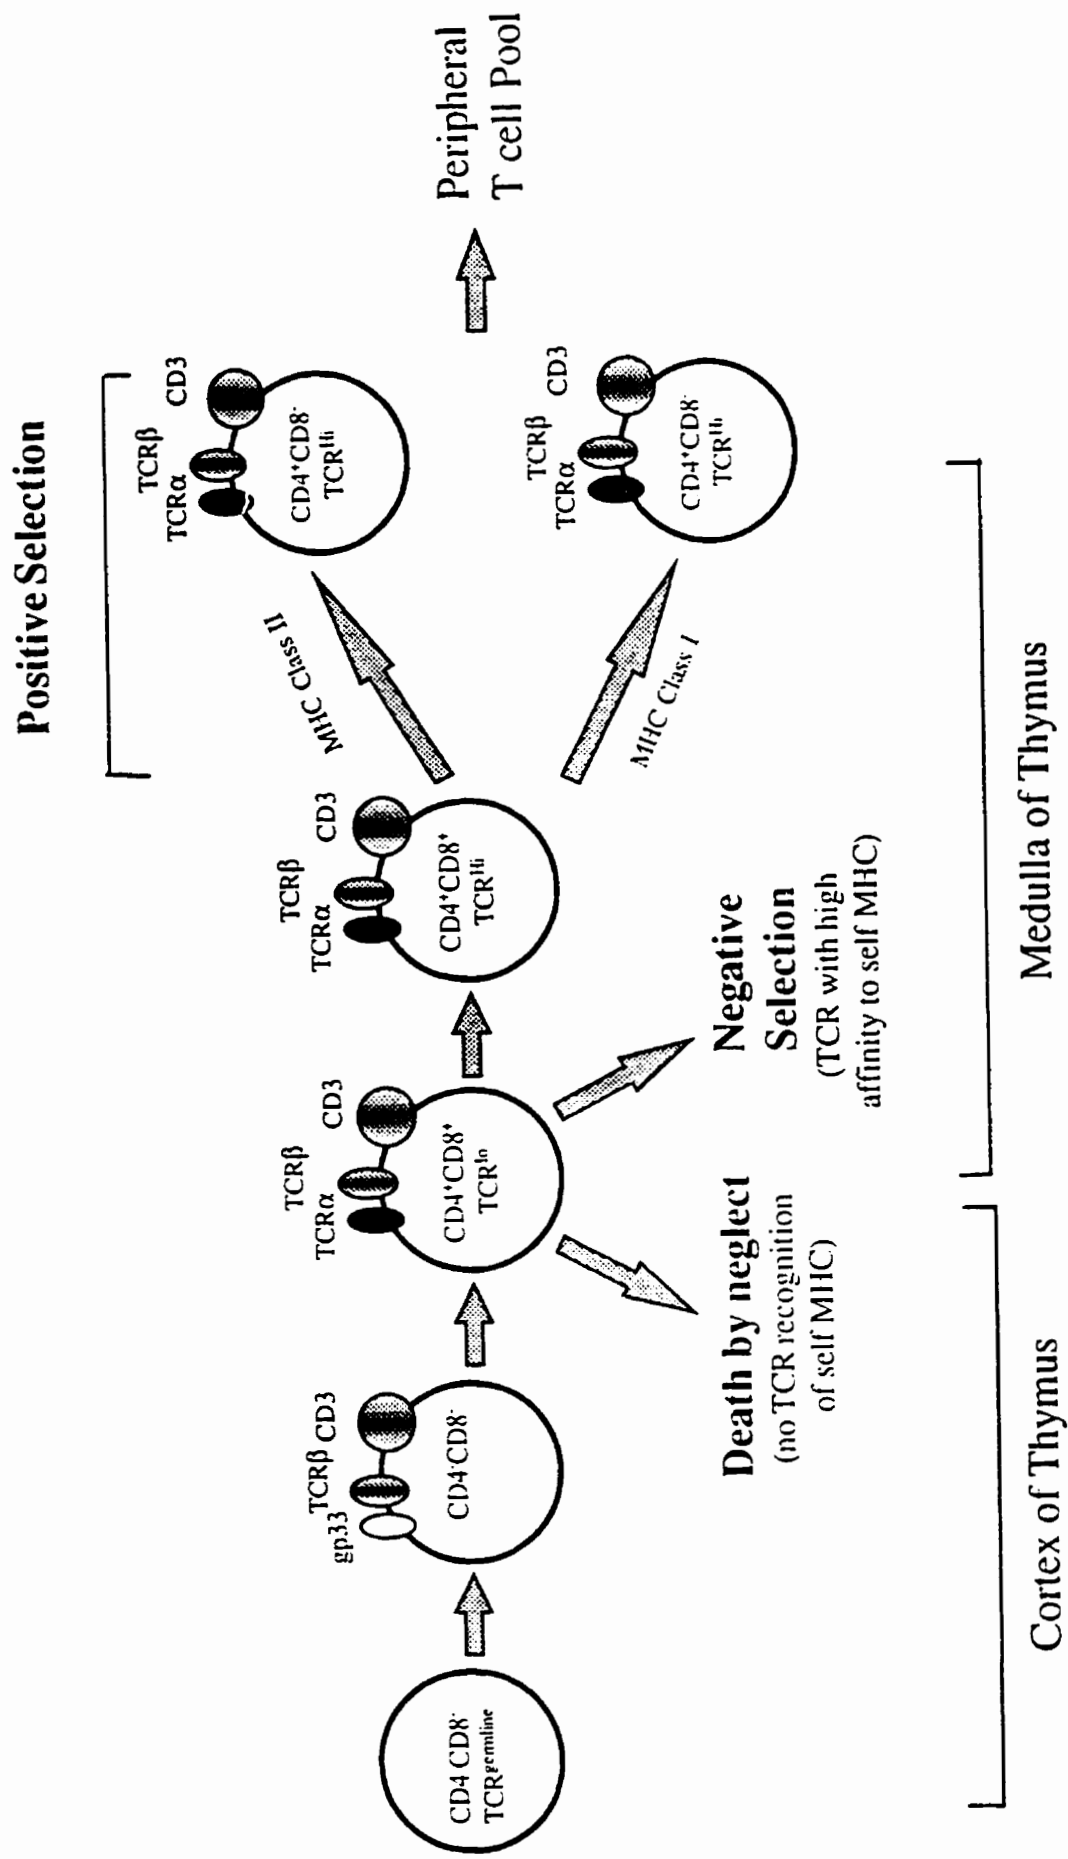 Positive Selection
TCRβ
TCRα
CD3
CD4⁺CD8⁻
TCRᴴⁱ
MHC Class II
Peripheral
T cell Pool
gp33
TCRβ
CD3
TCRβ
TCRα
CD3
TCRβ
TCRα
CD3
CD4 CD8⁻
TCRᵍᵉʳᵐˡⁱⁿᵉ
CD4⁻CD8⁻
CD4⁺CD8⁺
TCRˡᵒ
CD4⁺CD8⁺
TCRᴴⁱ
MHC Class I
TCRβ
TCRα
CD3
CD4⁺CD8⁻
TCRᴴⁱ
Death by neglect
(no TCR recognition
of self MHC)
Negative
Selection
(TCR with high
affinity to self MHC)
Cortex of Thymus
Medulla of Thymus